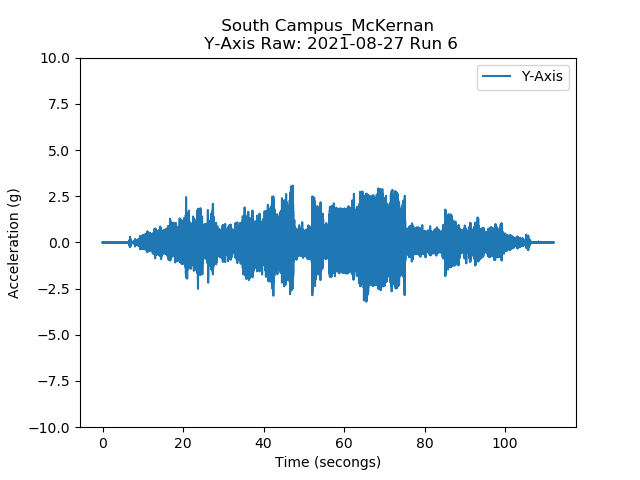 South Campus_McKernan
Y-Axis Raw: 2021-08-27 Run 6
10.0
7.5
5.0
2.5
0.0
−2.5
−5.0
−7.5
−10.0
Acceleration (g)
Y-Axis
0 20 40 60 80 100
Time (seconds)